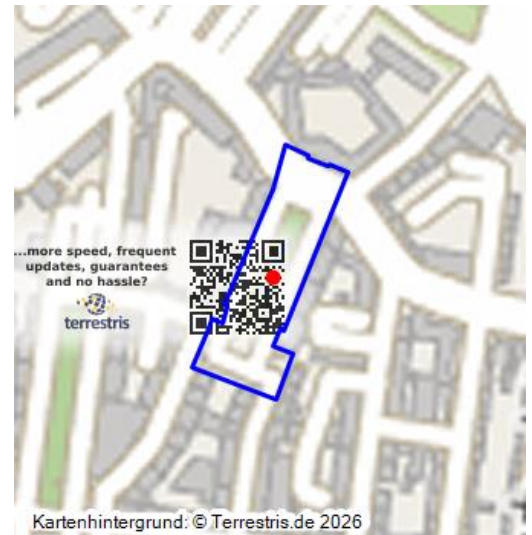 ...more speed, frequent
updates, guarantees
and no hassle?
terrestris
Kartenhintergrund: © Terrestris.de 2026